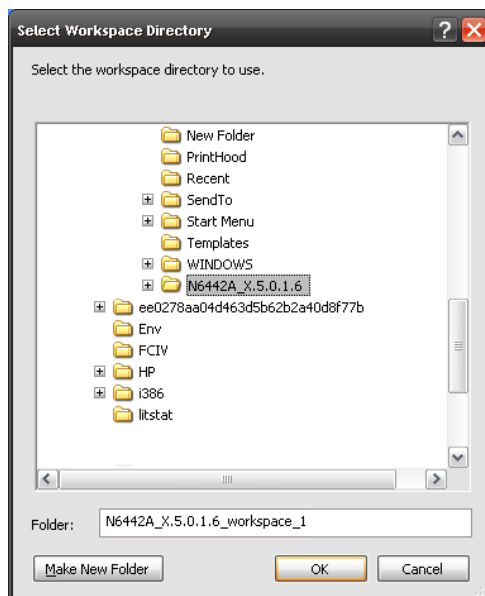 Select Workspace Directory
Select the workspace directory to use.
New Folder
PrintHood
Recent
SendTo
Start Menu
Templates
WINDOWS
N6442A_X.5.0.1.6
ee0278aa04d463d5b62b2a40d8f77b
Env
FCIV
HP
i386
litstat
Folder: N6442A_X.5.0.1.6_workspace_1
Make New Folder OK Cancel